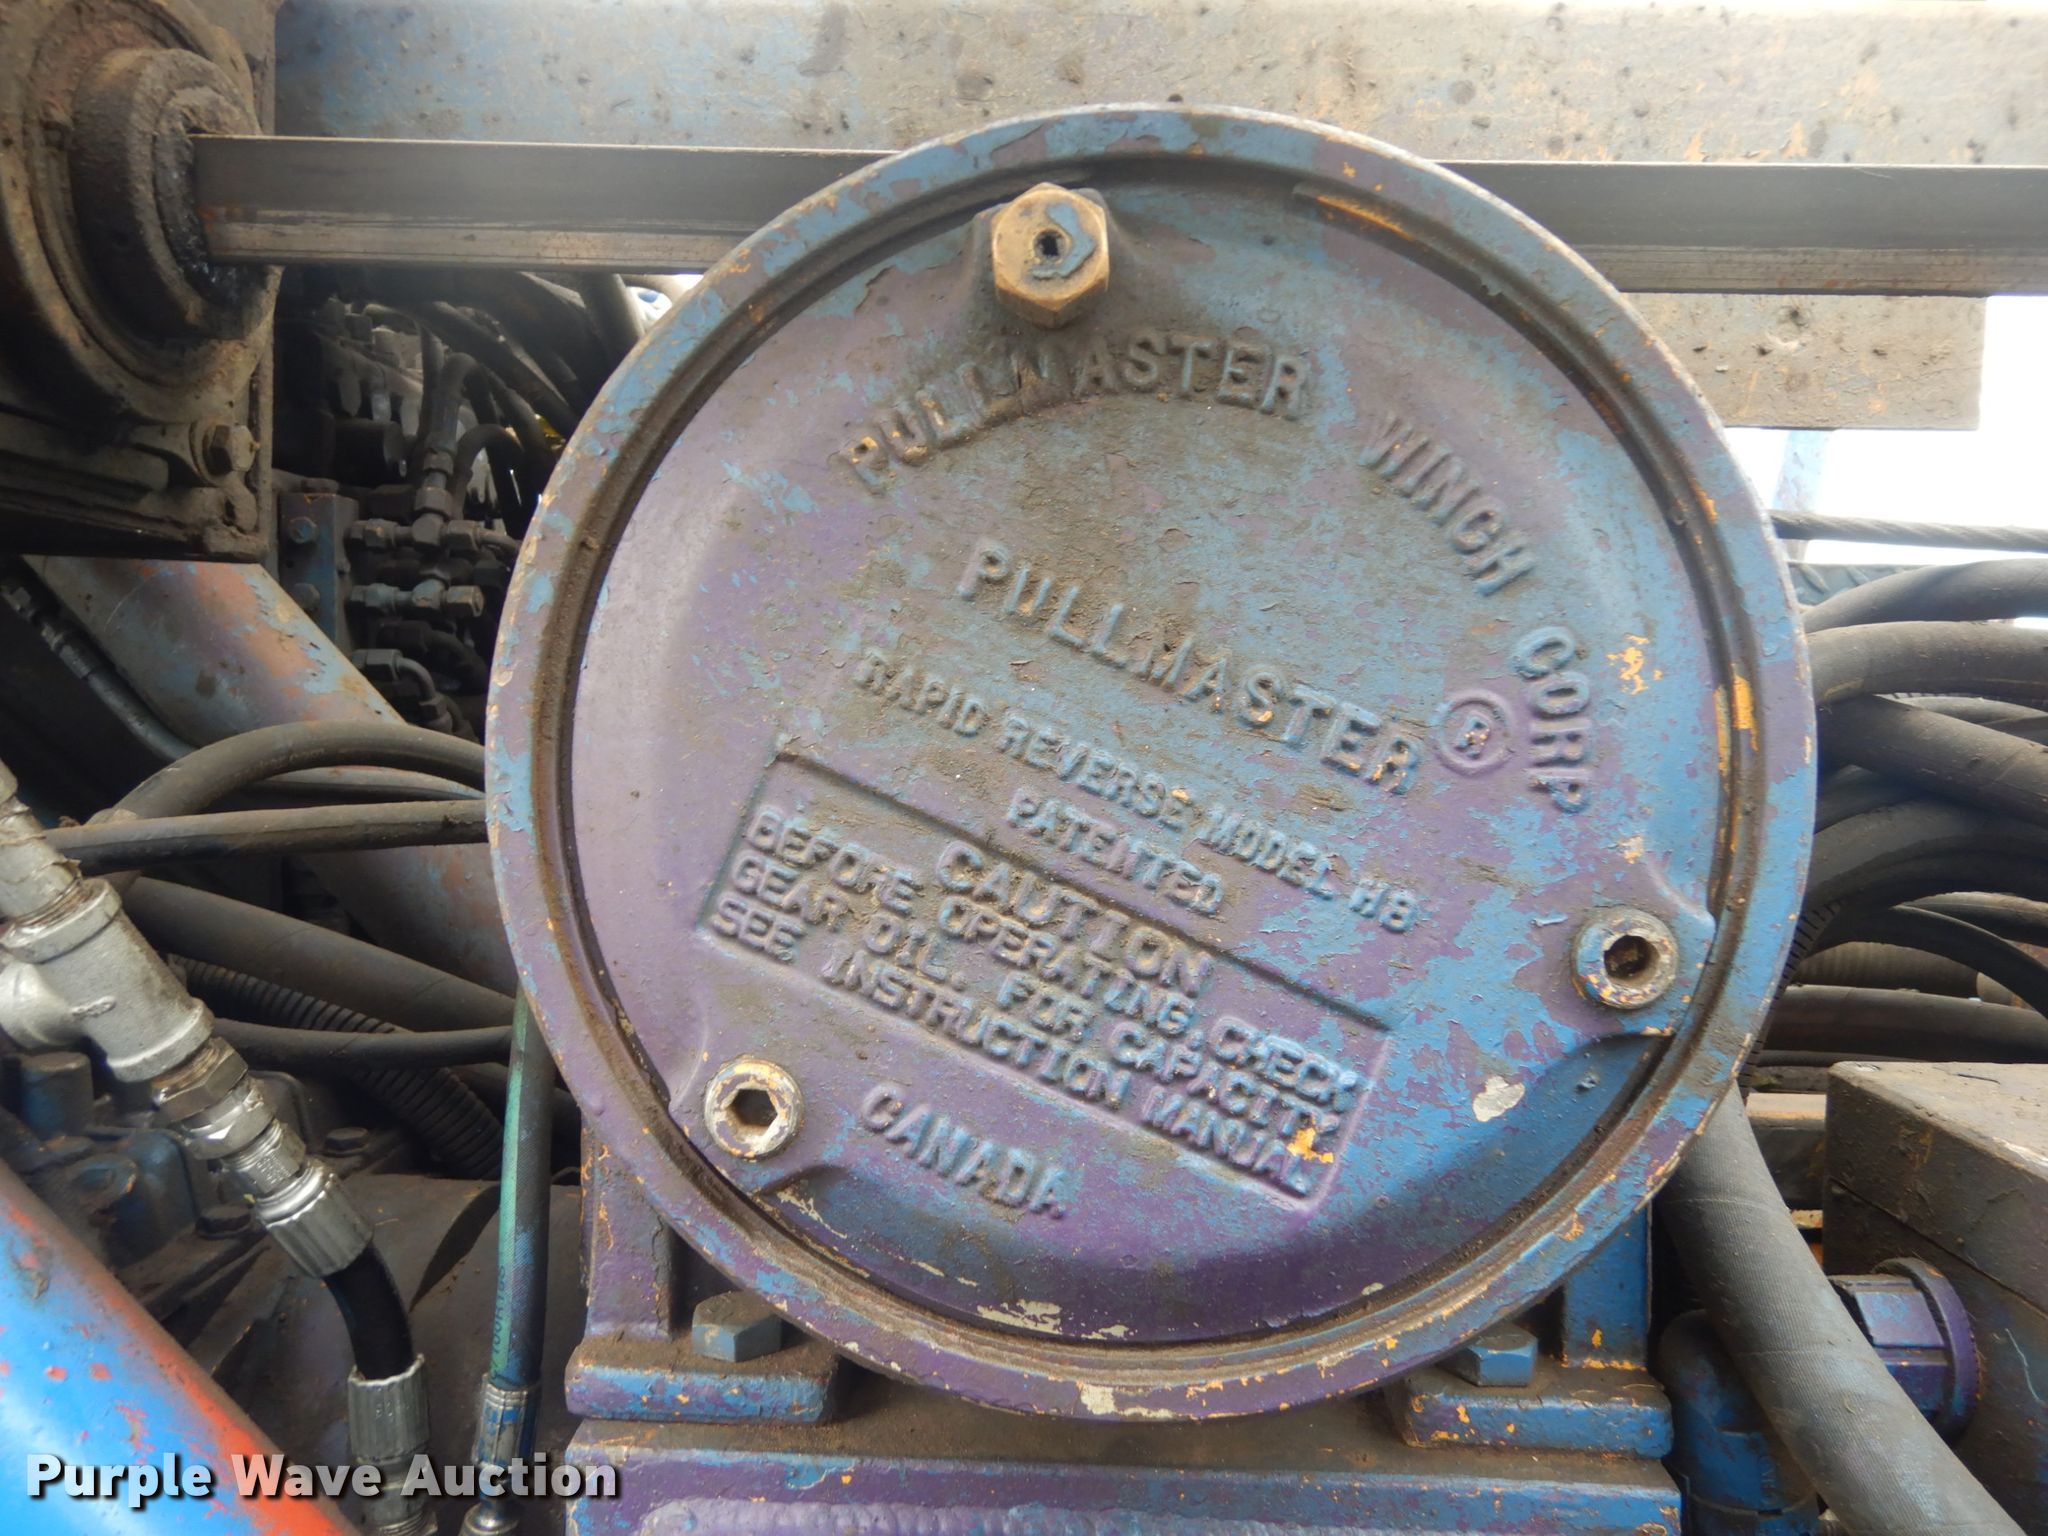 PULLMASTER WINCH CORP
PULLMASTER ®
RAPID REVERSE MODEL H8
PATENTED
CAUTION
BEFORE OPERATING, CHECK
GEAR OIL. FOR CAPACITY
SEE INSTRUCTION MANUAL
CANADA
Purple Wave Auction